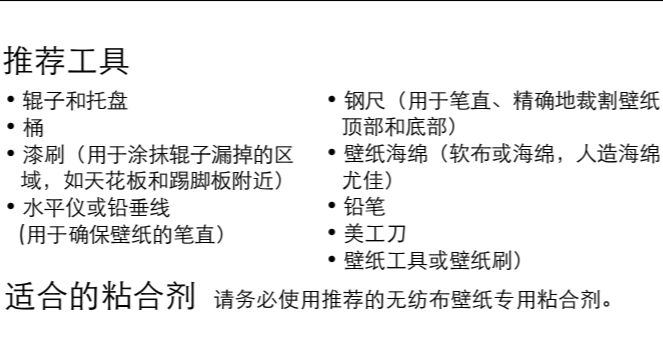 推荐工具
• 辊子和托盘
• 桶
• 漆刷（用于涂抹辊子漏掉的区
域，如天花板和踢脚板附近）
• 水平仪或铅垂线
（用于确保壁纸的笔直）
• 钢尺（用于笔直、精确地裁割壁纸
顶部和底部）
• 壁纸海绵（软布或海绵，人造海绵
尤佳）
• 铅笔
• 美工刀
• 壁纸工具或壁纸刷）
适合的粘合剂 请务必使用推荐的无纺布壁纸专用粘合剂。